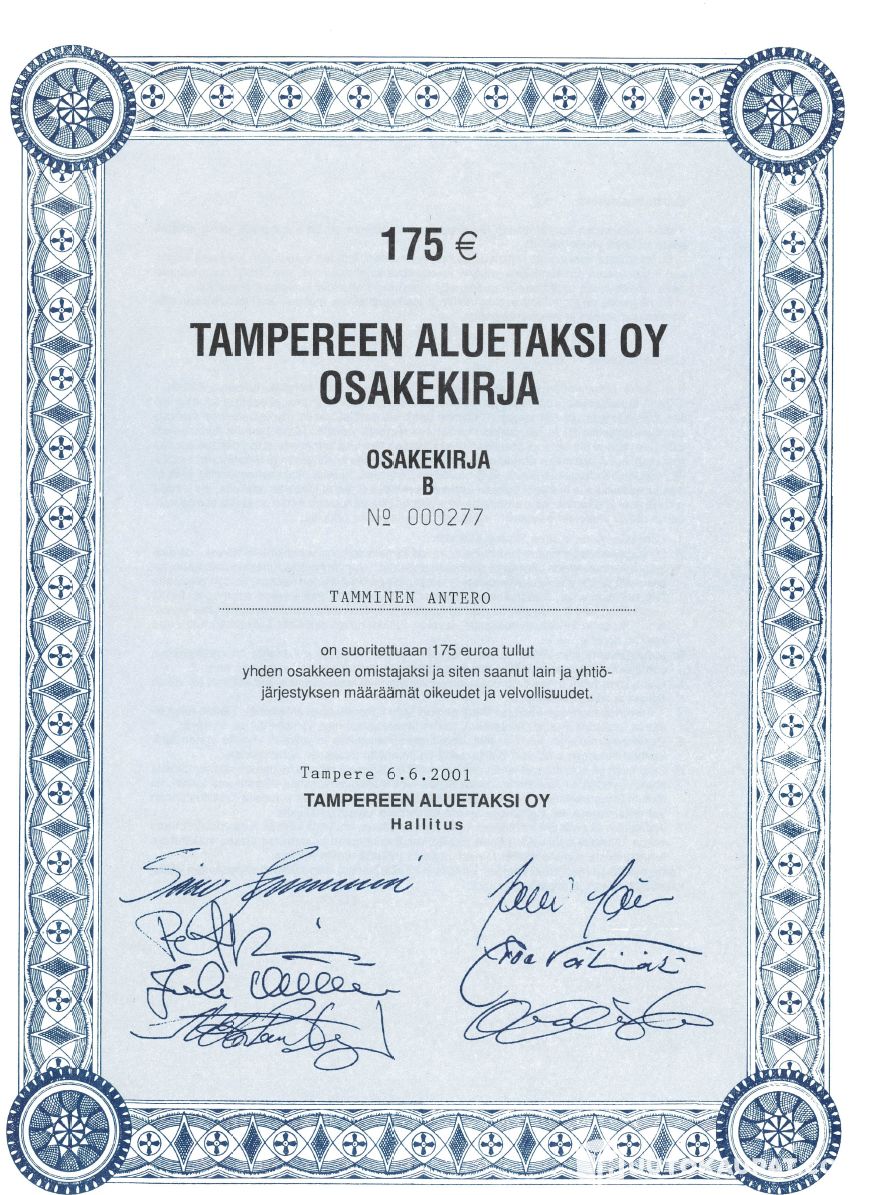 175 €
TAMPEREEN ALUETAKSI OY
OSAKEKIRJA
OSAKEKIRJA
B
Nº 000277
TAMMINEN ANTERO
on suoritettuaan 175 euroa tullut
yhden osakkeen omistajaksi ja siten saanut lain ja yhtiö-
järjestyksen määräämät oikeudet ja velvollisuudet.
Tampere 6.6.2001
TAMPEREEN ALUETAKSI OY
Hallitus